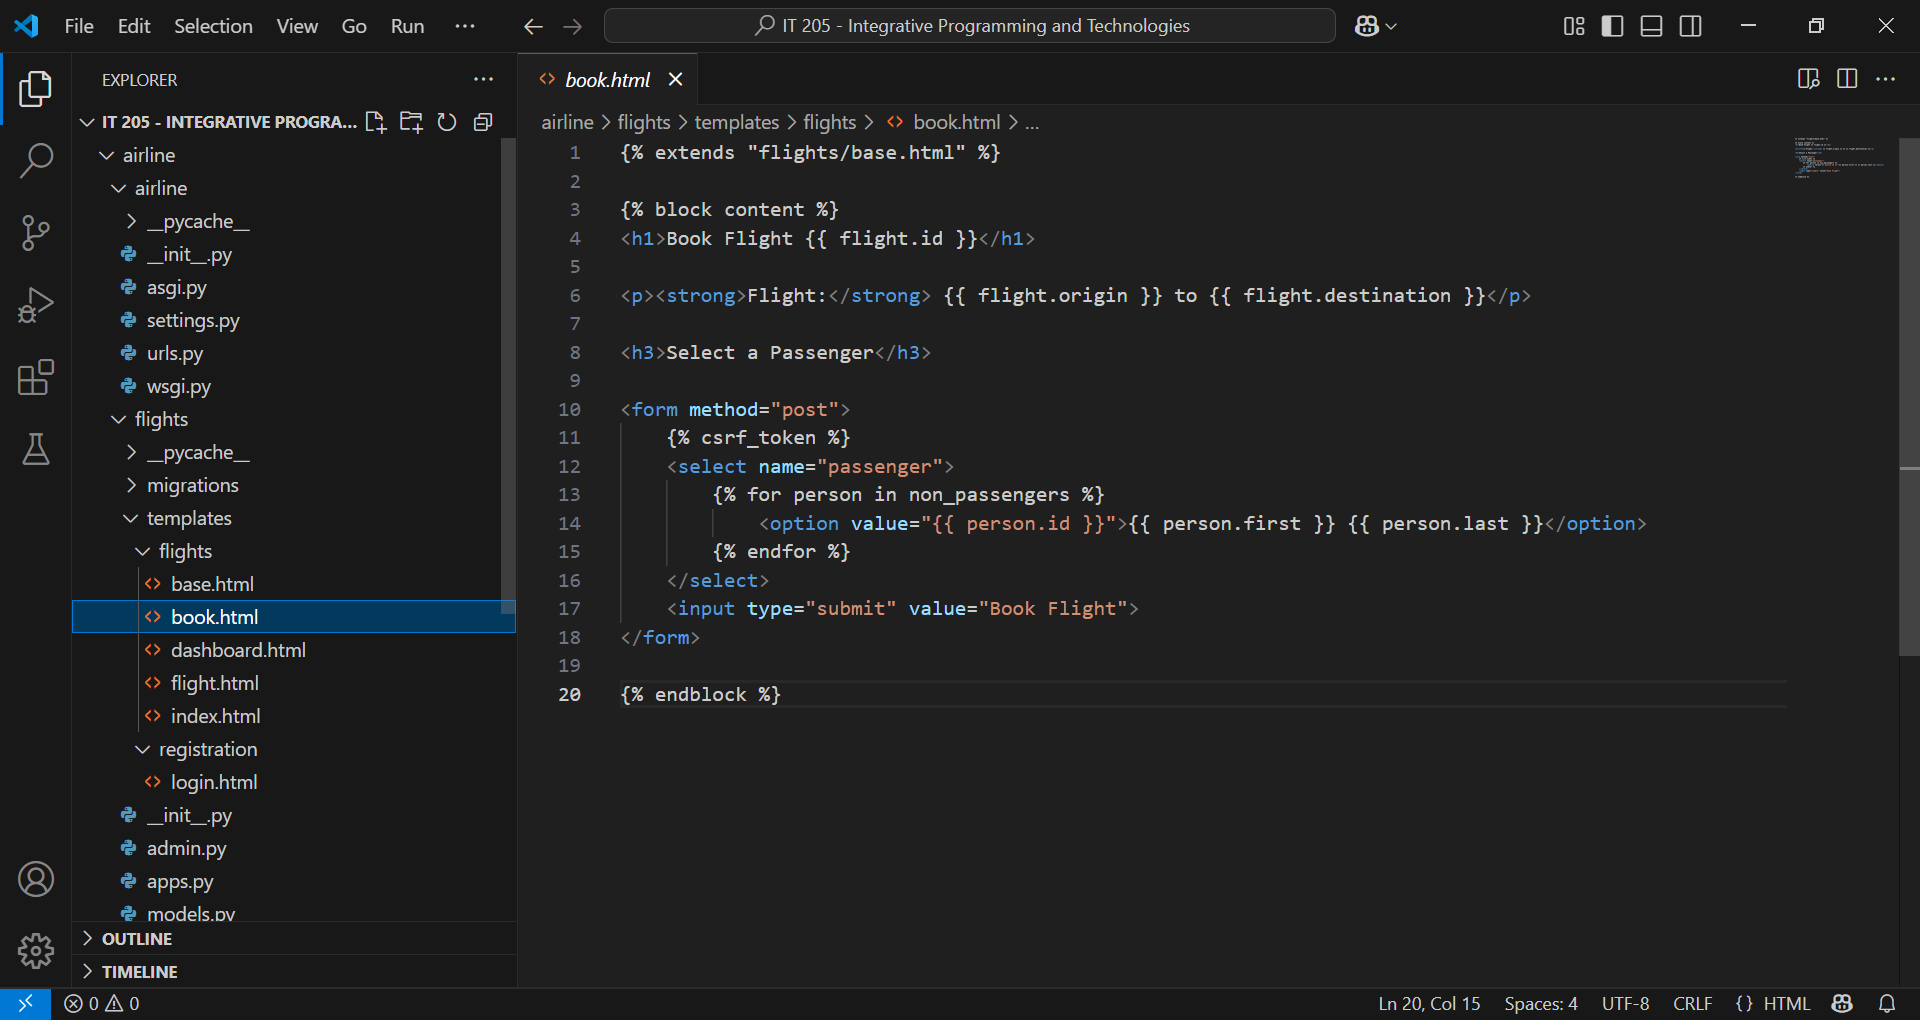 File Edit Selection View Go Run ···
IT 205 - Integrative Programming and Technologies
EXPLORER
IT 205 - INTEGRATIVE PROGRA...
airline
airline
__pycache__
__init__.py
asgi.py
settings.py
urls.py
wsgi.py
flights
__pycache__
migrations
templates
flights
base.html
book.html
dashboard.html
flight.html
index.html
registration
login.html
__init__.py
admin.py
apps.py
models.py
OUTLINE
TIMELINE
book.html
airline > flights > templates > flights > book.html > ...
1 {% extends "flights/base.html" %}
2
3 {% block content %}
4 <h1>Book Flight {{ flight.id }}</h1>
5
6 <p><strong>Flight:</strong> {{ flight.origin }} to {{ flight.destination }}</p>
7
8 <h3>Select a Passenger</h3>
9
10 <form method="post">
11 {% csrf_token %}
12 <select name="passenger">
13 {% for person in non_passengers %}
14 <option value="{{ person.id }}">{{ person.first }} {{ person.last }}</option>
15 {% endfor %}
16 </select>
17 <input type="submit" value="Book Flight">
18 </form>
19
20 {% endblock %}
0 0
Ln 20, Col 15 Spaces: 4 UTF-8 CRLF {} HTML